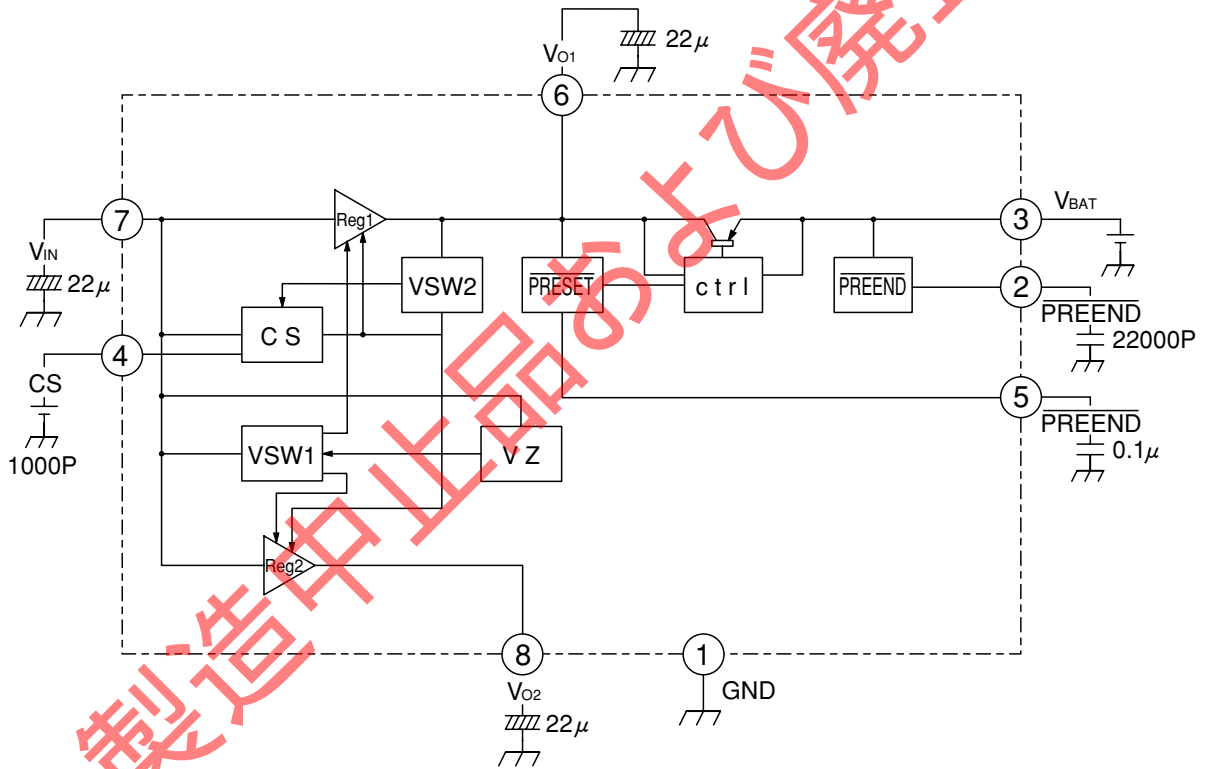 22μ
VO1
6
7
Reg1
3
VBAT
VIN
22μ
VSW2
PRESET
ctrl
PREEND
2
PREEND
22000P
CS
4
CS
1000P
5
PREEND
0.1μ
VSW1
VZ
Reg2
8
1
VO2
GND
22μ
製造中止品および廃